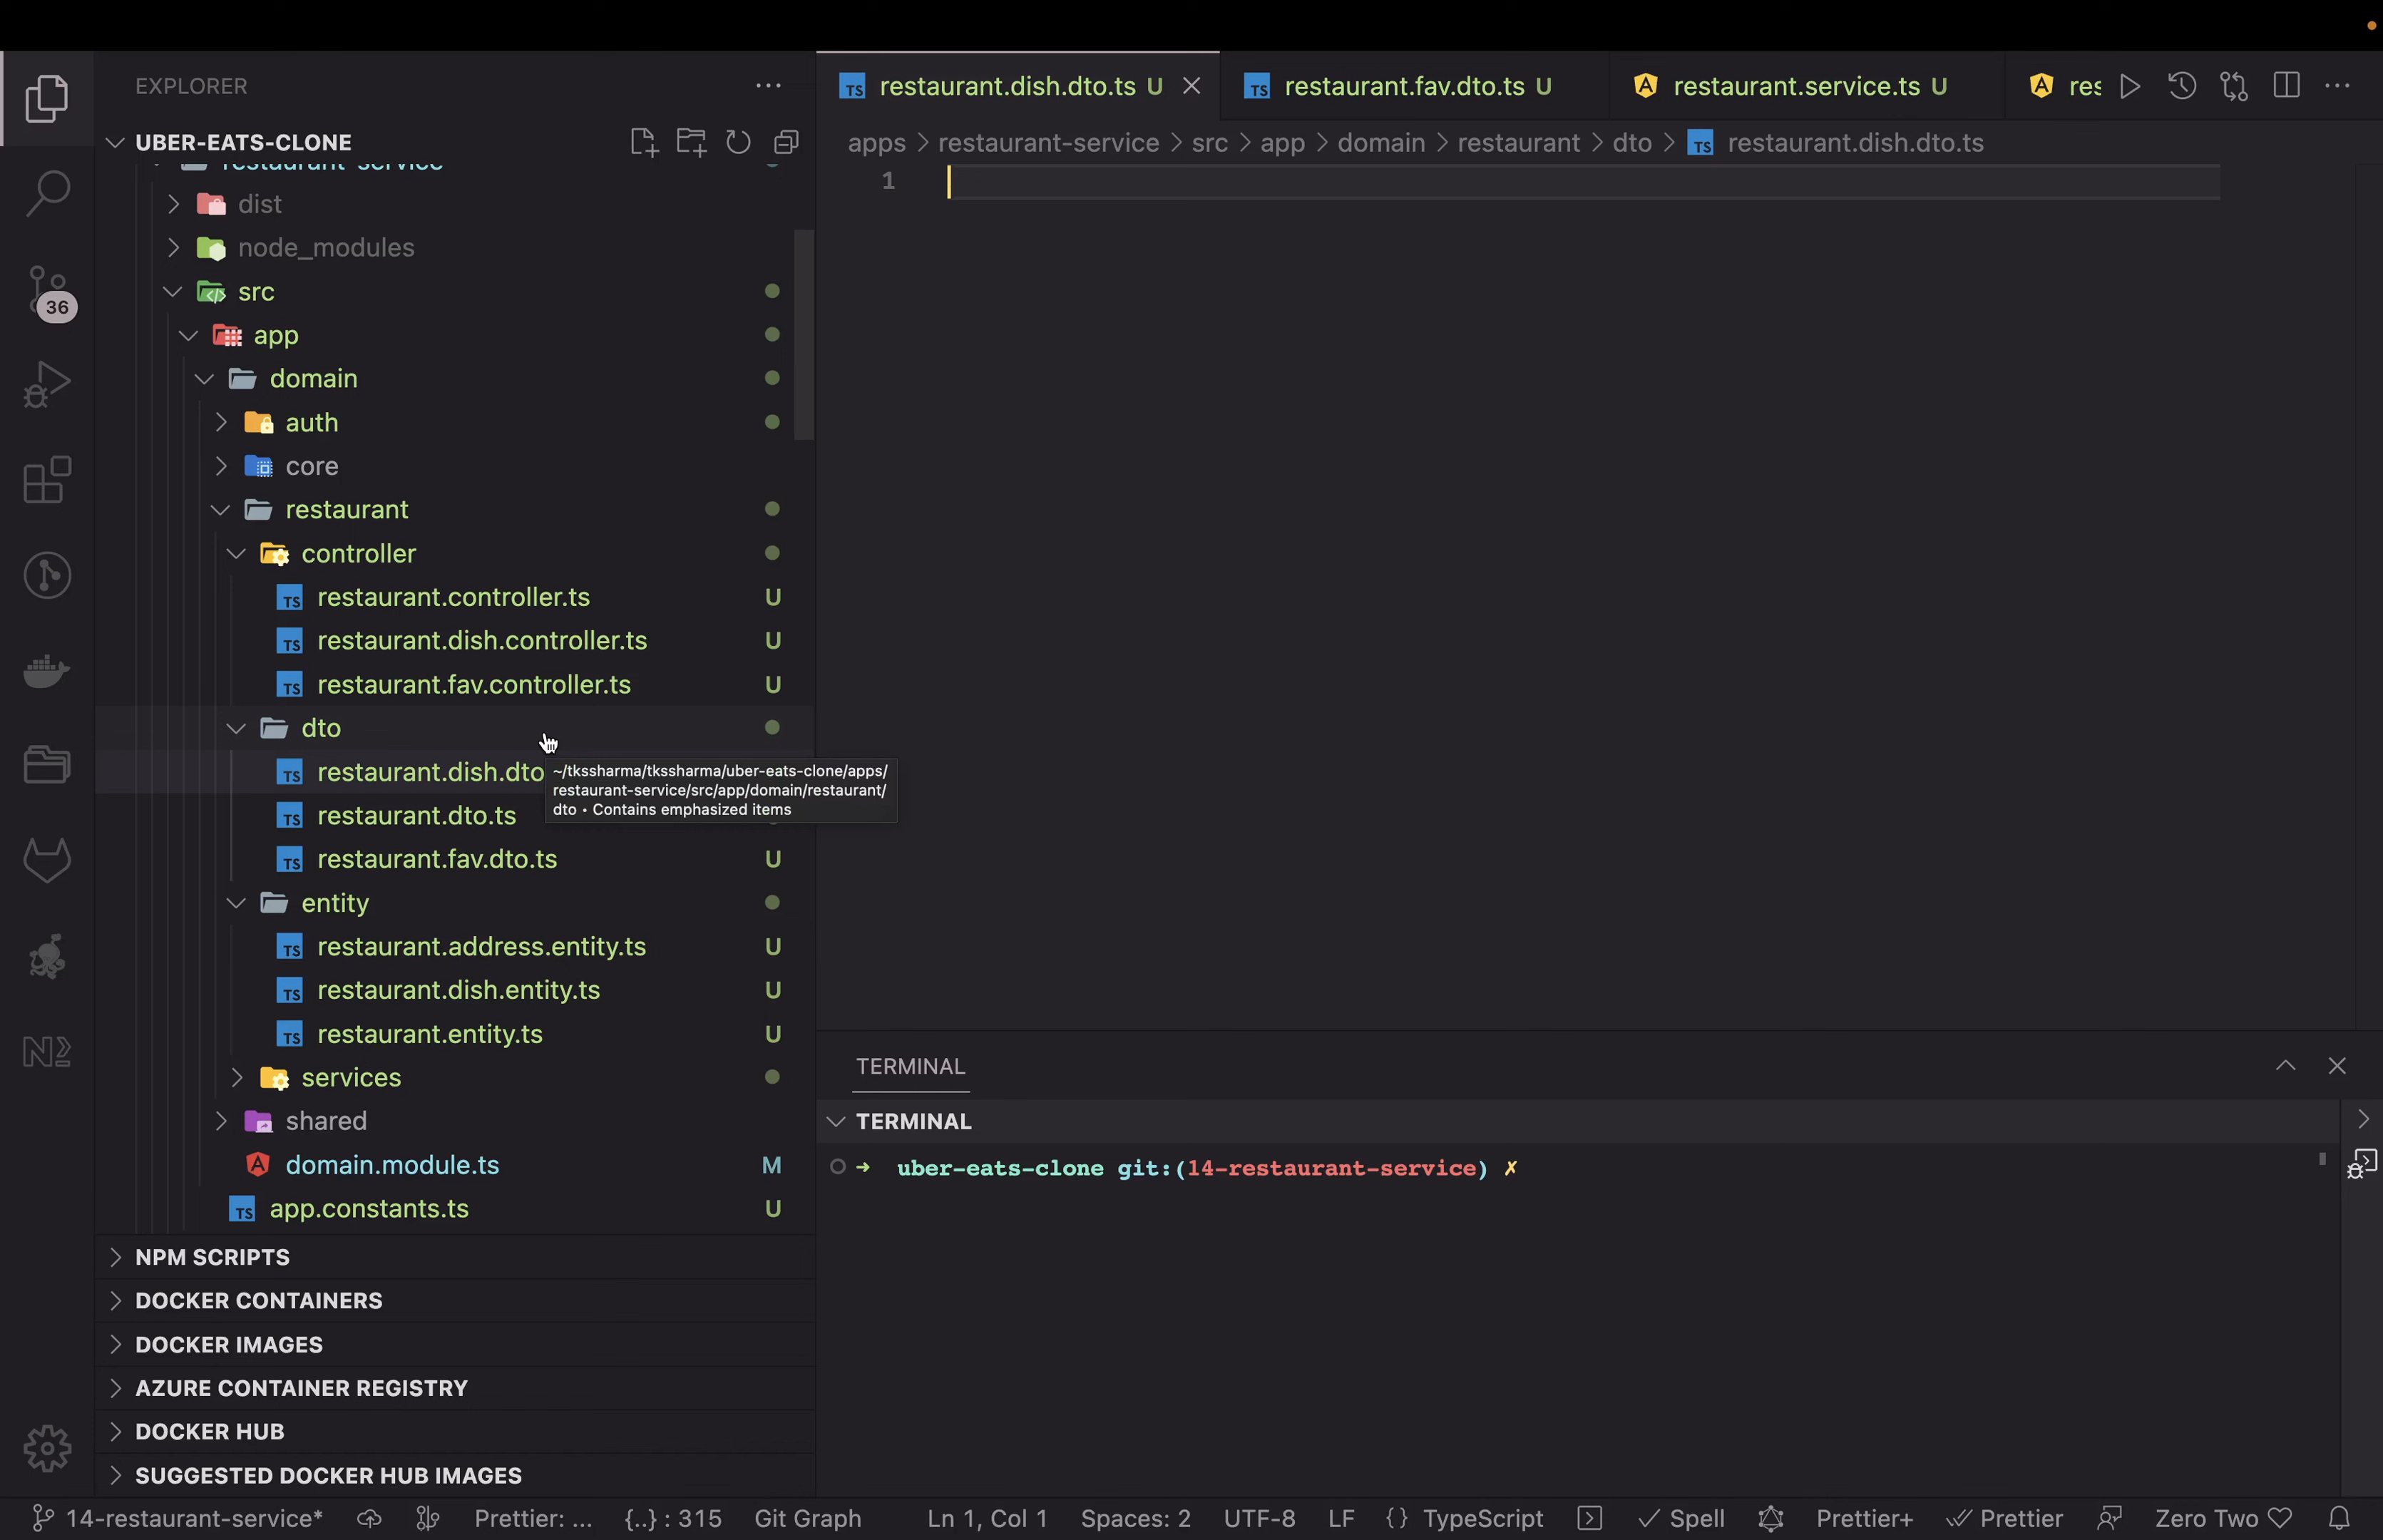 EXPLORER
UBER-EATS-CLONE
restaurant-service
dist
node_modules
src
app
domain
auth
core
restaurant
controller
restaurant.controller.ts U
restaurant.dish.controller.ts U
restaurant.fav.controller.ts U
dto
restaurant.dish.dto
restaurant.dto.ts
restaurant.fav.dto.ts U
entity
restaurant.address.entity.ts U
restaurant.dish.entity.ts U
restaurant.entity.ts U
services
shared
domain.module.ts M
app.constants.ts U
NPM SCRIPTS
DOCKER CONTAINERS
DOCKER IMAGES
AZURE CONTAINER REGISTRY
DOCKER HUB
SUGGESTED DOCKER HUB IMAGES
36
~/tkssharma/tkssharma/uber-eats-clone/apps/
restaurant-service/src/app/domain/restaurant/
dto • Contains emphasized items
restaurant.dish.dto.ts U restaurant.fav.dto.ts U restaurant.service.ts U res
apps > restaurant-service > src > app > domain > restaurant > dto > restaurant.dish.dto.ts
1
TERMINAL
TERMINAL
→ uber-eats-clone git:(14-restaurant-service) ✗
14-restaurant-service* Prettier: ... {..} : 315 Git Graph Ln 1, Col 1 Spaces: 2 UTF-8 LF {} TypeScript ✓ Spell Prettier+ Prettier Zero Two